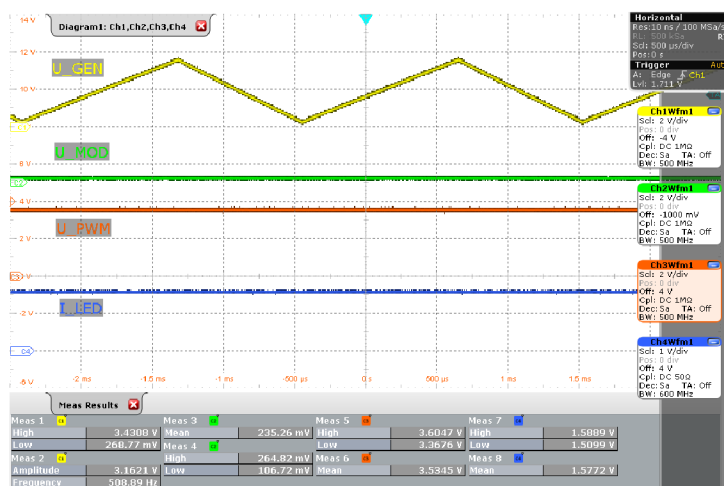 14 V
Diagram1: Ch1,Ch2,Ch3,Ch4
Horizontal
Res:10 ns / 100 MSa/s
RL: 500 kSa
Scl: 500 µs/div
Pos:0 s
Trigger Aut
A: Edge Ch1
Lvl: 1.711 V
12 V
U_GEN
10 V
Ch1Wfm1
Scl: 2 V/div
Pos: 0 div
Off: -4 V
Cpl: DC 1MΩ
Dec: Sa TA: Off
BW: 500 MHz
U_MOD
6 V
Ch2Wfm1
Scl: 2 V/div
Pos: 0 div
Off: -1000 mV
Cpl: DC 1MΩ
Dec: Sa TA: Off
BW: 500 MHz
4 V
U_PWM
-0 V
Ch3Wfm1
Scl: 2 V/div
Pos: 0 div
Off: 4 V
Cpl: DC 1MΩ
Dec: Sa TA: Off
BW: 500 MHz
I_LED
-2 V
C4
Ch4Wfm1
Scl: 1 V/div
Pos: 0 div
Off: 4 V
Cpl: DC 50Ω
Dec: Sa TA: Off
BW: 600 MHz
-2 ms -1.5 ms -1 ms -500 µs 0 s 500 µs 1 ms 1.5 ms
Meas Results
Meas 1 Meas 3 Meas 5 Meas 7
High 3.4308 V Mean 235.26 mV High 3.6047 V High 1.5889 V
Low 268.77 mV Meas 4 Low 3.3676 V Low 1.5099 V
Meas 2 High 264.82 mV Meas 6 Meas 8
Amplitude 3.1621 V Low 106.72 mV Mean 3.5345 V Mean 1.5772 V
Frequency 508.89 Hz